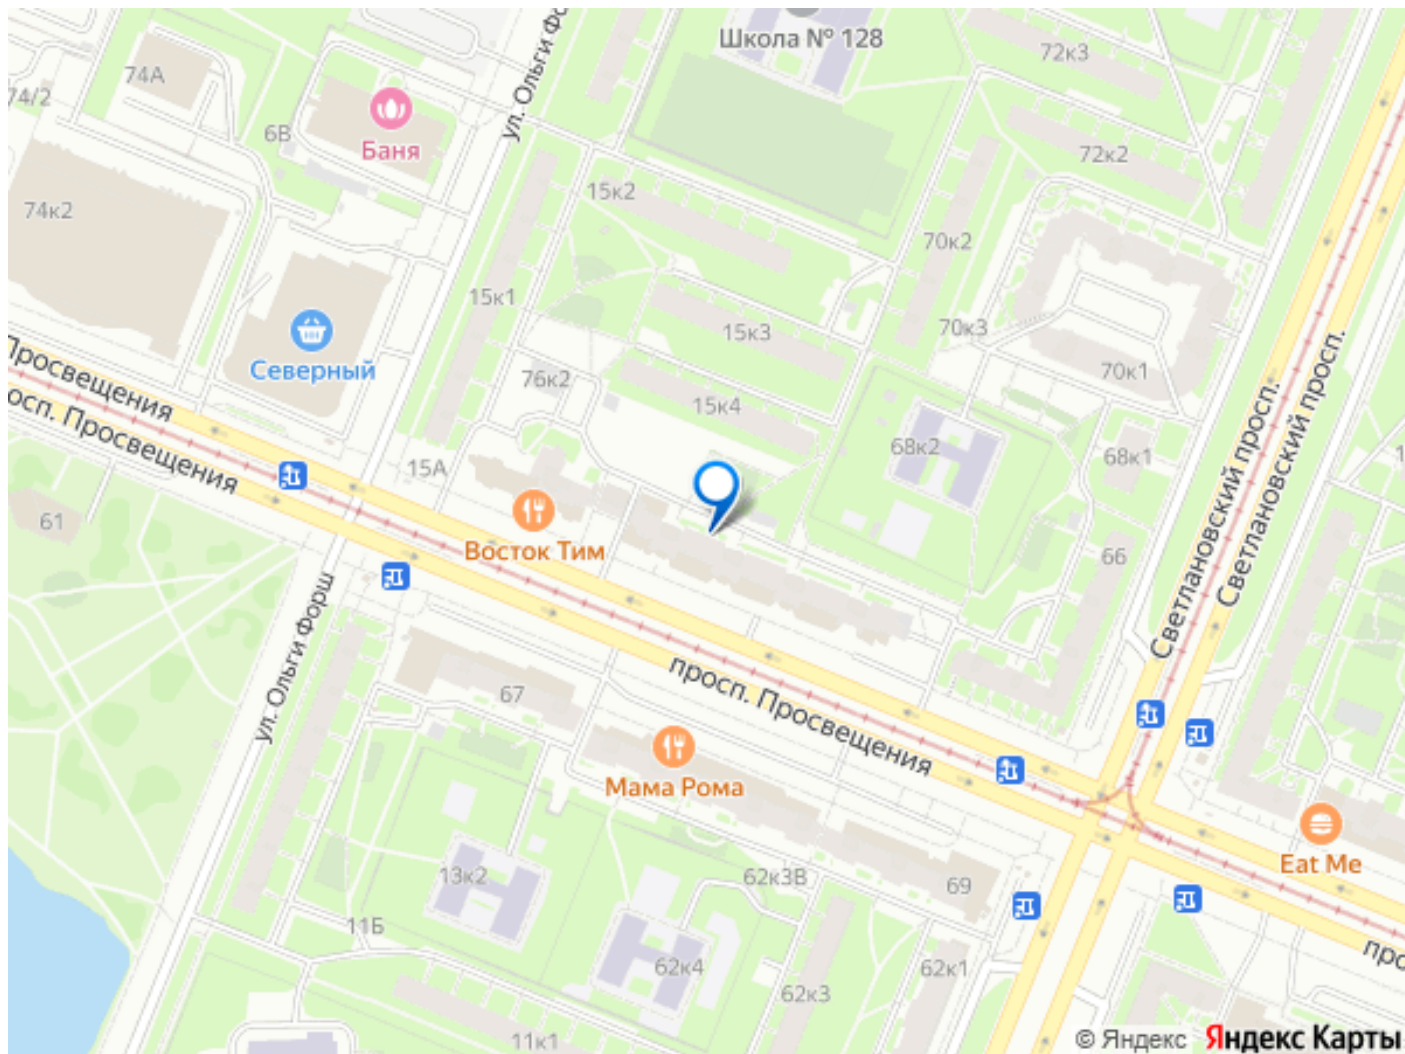 Школа № 128
72к3
74А
74/2
ул. Ольги Фо
6В
Баня
72к2
15к2
74к2
70к2
15к1
70к3
15к3
Северный
70к1
76к2
15к4
Просвещения
осп. Просвещения
Светлановский просп.
Светлановский просп.
68к2
68к1
15А
61
Восток Тим
66
ул. Ольги Форш
просп. Просвещения
67
Мама Рома
Eat Me
13к2
62к3В
69
11Б
62к4
62к1
62к3
про
11к1
© Яндекс Яндекс Карты